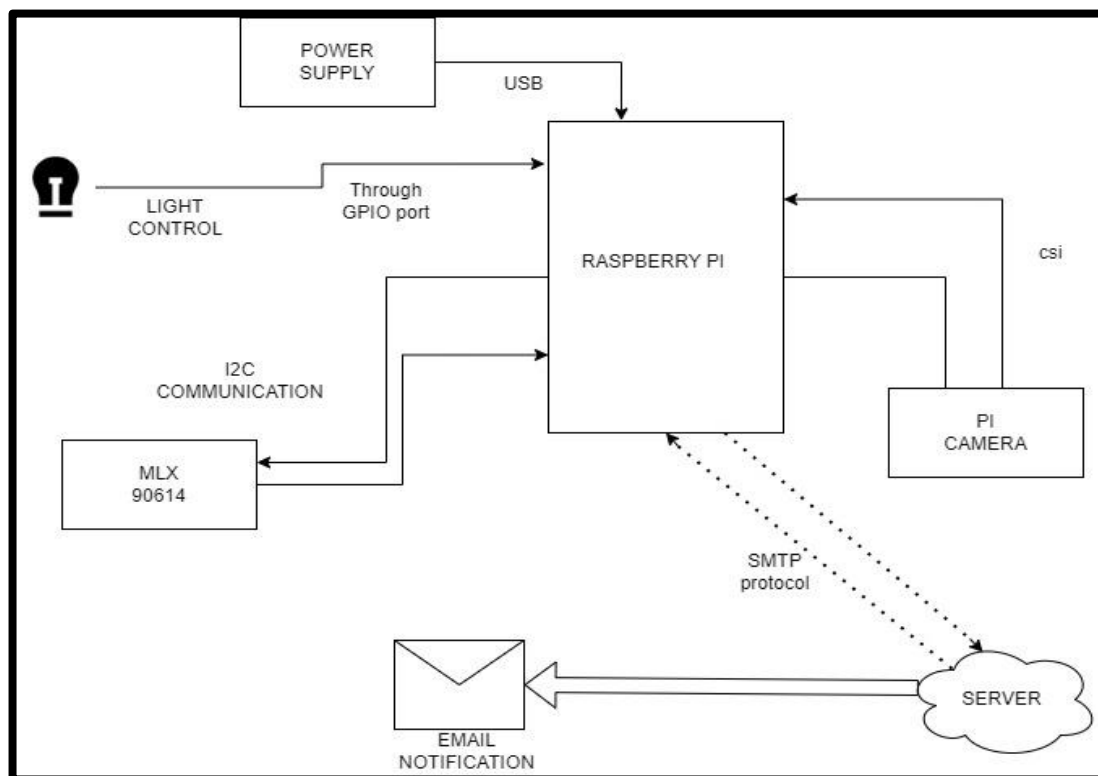 POWER
SUPPLY
USB
LIGHT
CONTROL
Through
GPIO port
RASPBERRY PI
csi
I2C
COMMUNICATION
MLX
90614
PI
CAMERA
SMTP
protocol
SERVER
EMAIL
NOTIFICATION